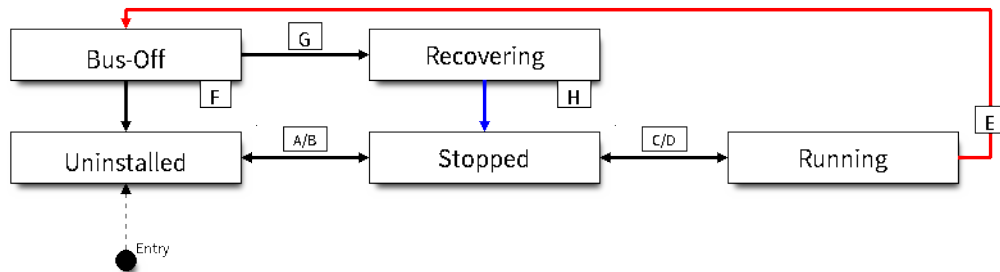 G
Bus-Off
Recovering
F
H
E
A/B
C/D
Uninstalled
Stopped
Running
Entry